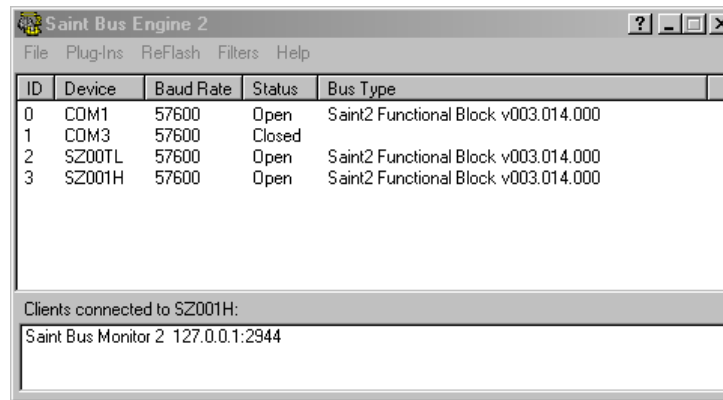 Saint Bus Engine 2
File Plug-Ins ReFlash Filters Help
ID Device Baud Rate Status Bus Type
0 COM1 57600 Open Saint2 Functional Block v003.014.000
1 COM3 57600 Closed
2 SZ00TL 57600 Open Saint2 Functional Block v003.014.000
3 SZ001H 57600 Open Saint2 Functional Block v003.014.000
Clients connected to SZ001H:
Saint Bus Monitor 2 127.0.0.1:2944